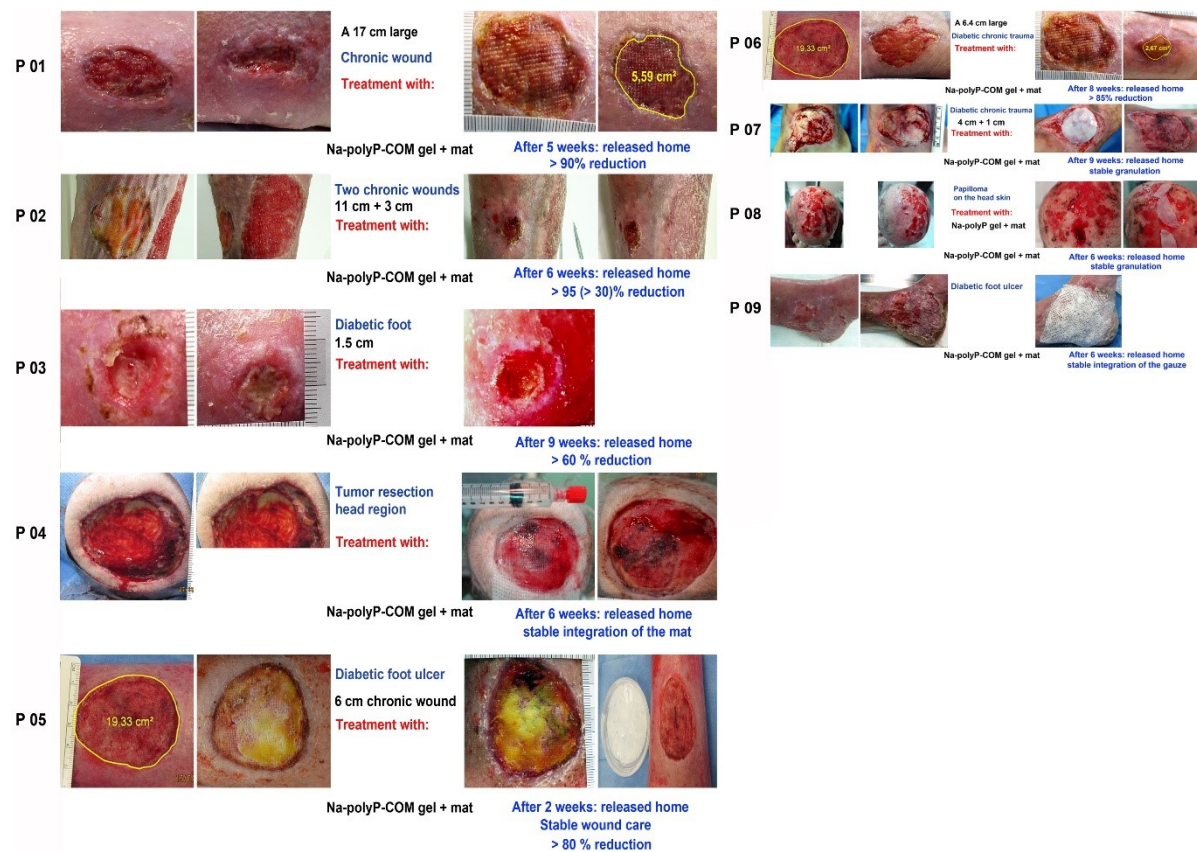 P 01
A 17 cm large
Chronic wound
Treatment with:
5,59 cm²
Na-polyP-COM gel + mat
After 5 weeks: released home
> 90% reduction
P 02
Two chronic wounds
11 cm + 3 cm
Treatment with:
Na-polyP-COM gel + mat
After 6 weeks: released home
> 95 (> 30)% reduction
P 03
Diabetic foot
1.5 cm
Treatment with:
Na-polyP-COM gel + mat
After 9 weeks: released home
> 60 % reduction
P 04
Tumor resection
head region
Treatment with:
Na-polyP-COM gel + mat
After 6 weeks: released home
stable integration of the mat
P 05
19,33 cm²
Diabetic foot ulcer
6 cm chronic wound
Treatment with:
Na-polyP-COM gel + mat
After 2 weeks: released home
Stable wound care
> 80 % reduction
P 06
19,33 cm²
A 6.4 cm large
Diabetic chronic trauma
Treatment with:
2,67 cm²
Na-polyP-COM gel + mat
After 8 weeks: released home
> 85% reduction
P 07
Diabetic chronic trauma
4 cm + 1 cm
Treatment with:
Na-polyP-COM gel + mat
After 9 weeks: released home
stable granulation
P 08
Papilloma
on the head skin
Treatment with:
Na-polyP gel + mat
Na-polyP-COM gel + mat
After 6 weeks: released home
stable granulation
P 09
Diabetic foot ulcer
Na-polyP-COM gel + mat
After 6 weeks: released home
stable integration of the gauze